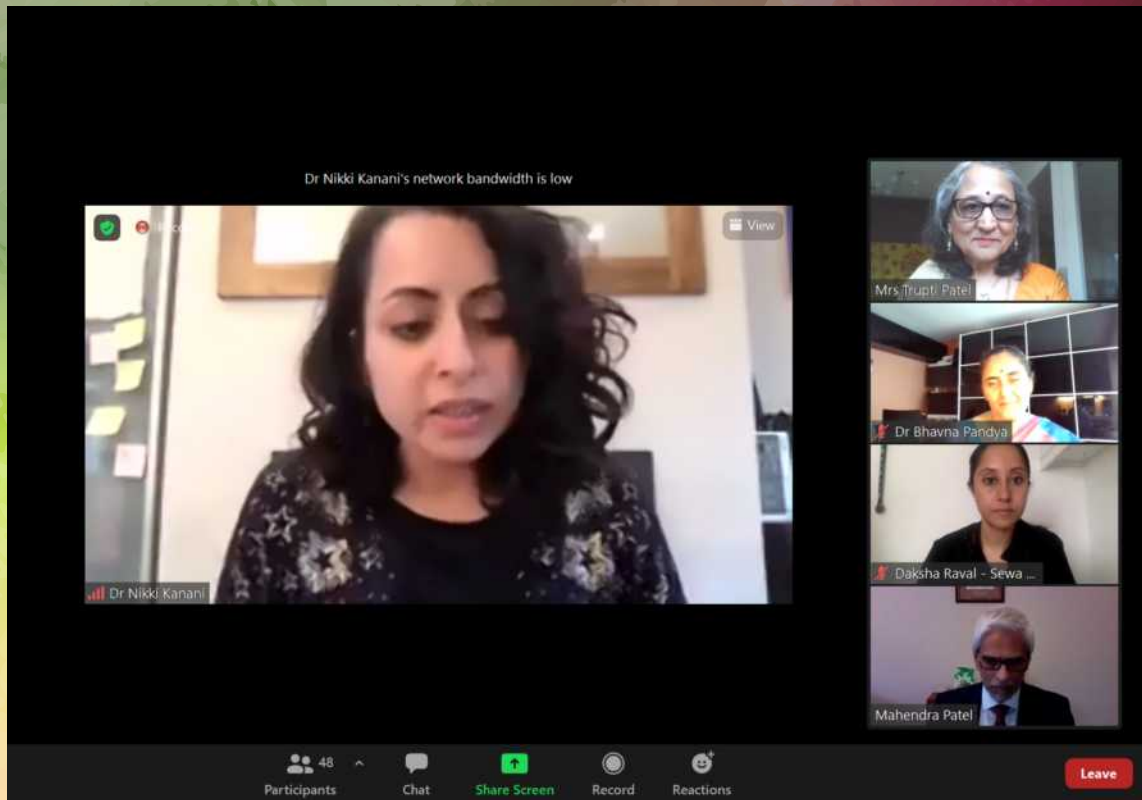 Dr Nikki Kanani's network bandwidth is low
View
Dr Nikki Kanani
Mrs Trupti Patel
Dr Bhavna Pandya
Daksha Raval - Sewa ...
Mahendra Patel
48
Participants
Chat
Share Screen
Record
Reactions
Leave